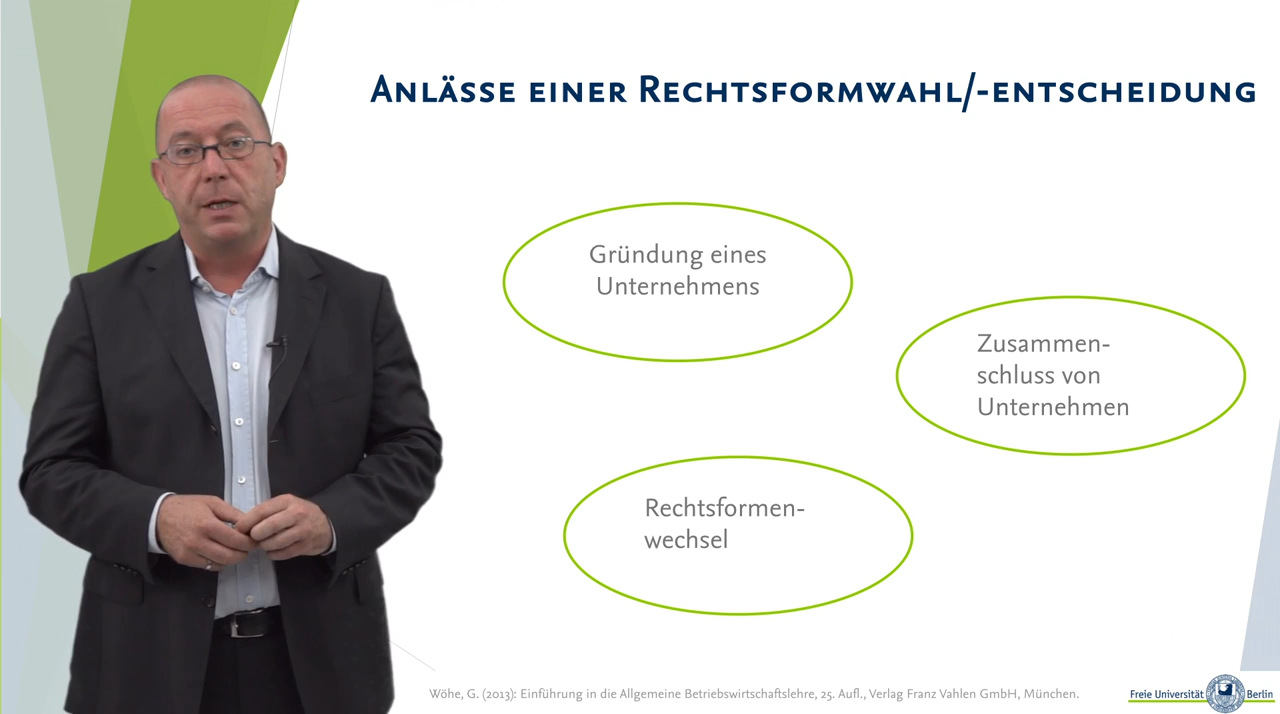 Anlässe einer Rechtsformwahl/-entscheidung
Gründung eines
Unternehmens
Zusammen-
schluss von
Unternehmen
Rechtsformen-
wechsel
Wöhe, G. (2013): Einführung in die Allgemeine Betriebswirtschaftslehre, 25. Aufl., Verlag Franz Vahlen GmbH, München.
Freie Universität Berlin